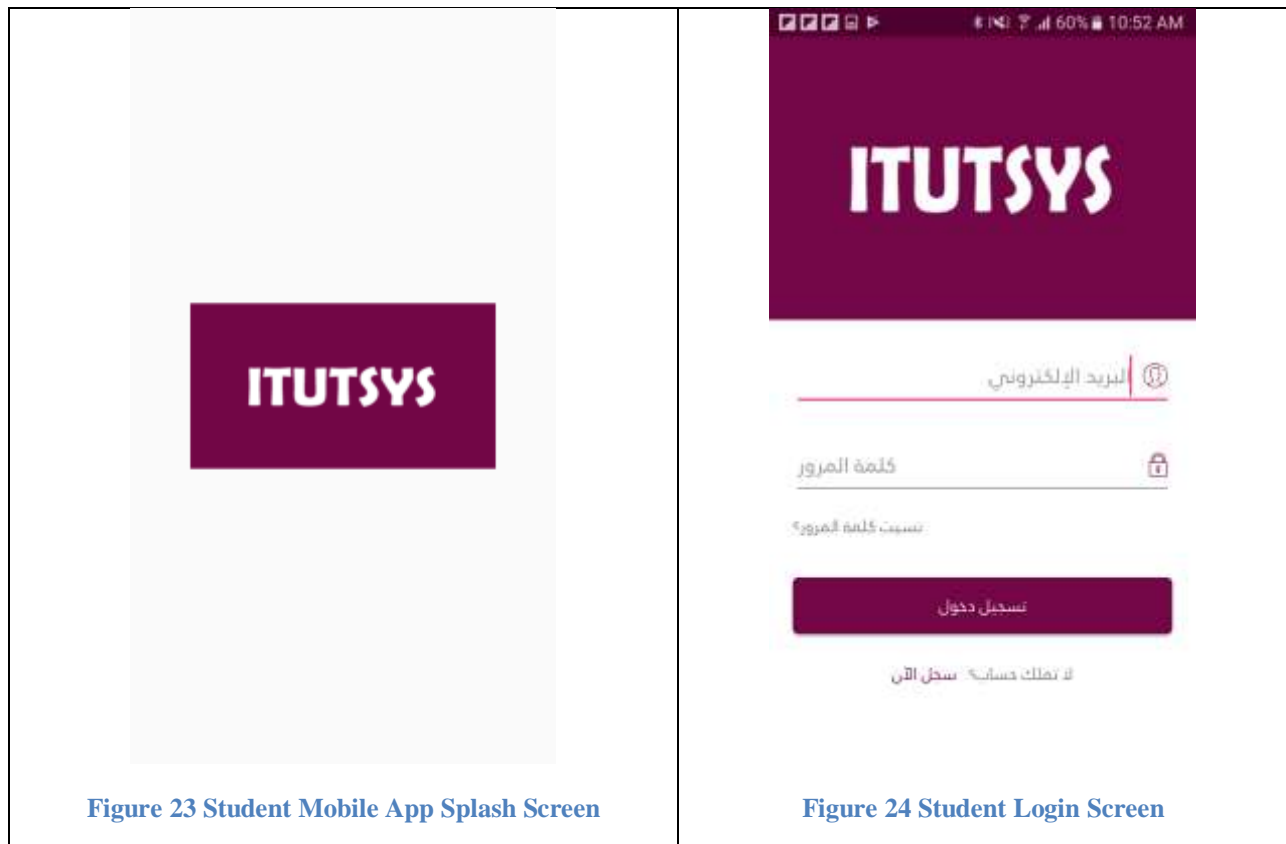 ITUTSYS
Figure 23 Student Mobile App Splash Screen
60% 10:52 AM
ITUTSYS
البريد الإلكتروني
كلمة المرور
نسيت كلمة المرور؟
تسجيل دخول
لا تملك حساب؟ سجل الآن
Figure 24 Student Login Screen